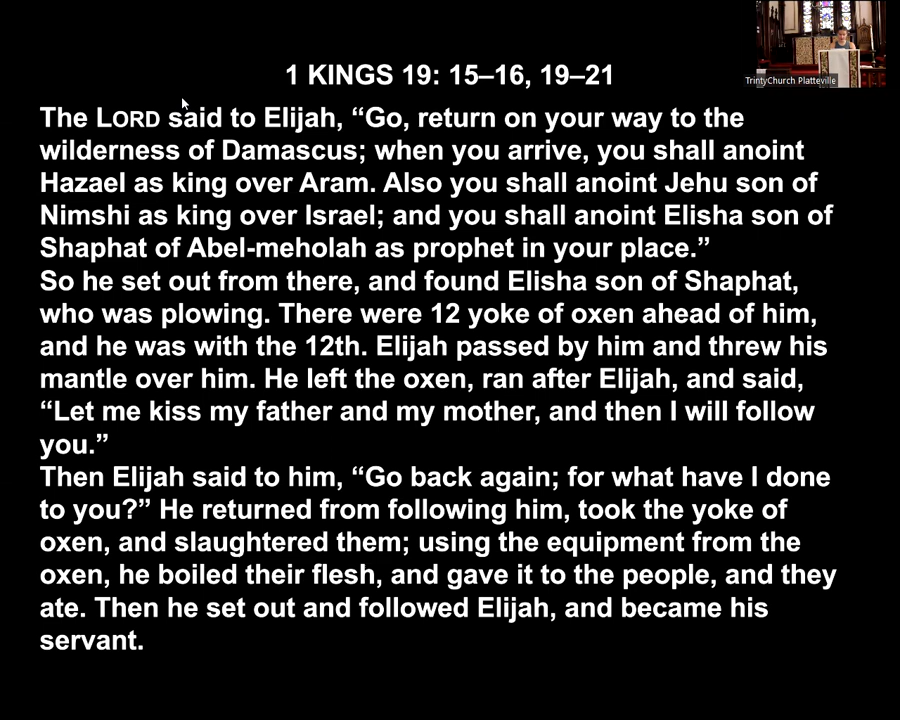 TrintyChurch Platteville
1 KINGS 19: 15–16, 19–21
The LORD said to Elijah, “Go, return on your way to the
wilderness of Damascus; when you arrive, you shall anoint
Hazael as king over Aram. Also you shall anoint Jehu son of
Nimshi as king over Israel; and you shall anoint Elisha son of
Shaphat of Abel-meholah as prophet in your place.”
So he set out from there, and found Elisha son of Shaphat,
who was plowing. There were 12 yoke of oxen ahead of him,
and he was with the 12th. Elijah passed by him and threw his
mantle over him. He left the oxen, ran after Elijah, and said,
“Let me kiss my father and my mother, and then I will follow
you.”
Then Elijah said to him, “Go back again; for what have I done
to you?” He returned from following him, took the yoke of
oxen, and slaughtered them; using the equipment from the
oxen, he boiled their flesh, and gave it to the people, and they
ate. Then he set out and followed Elijah, and became his
servant.